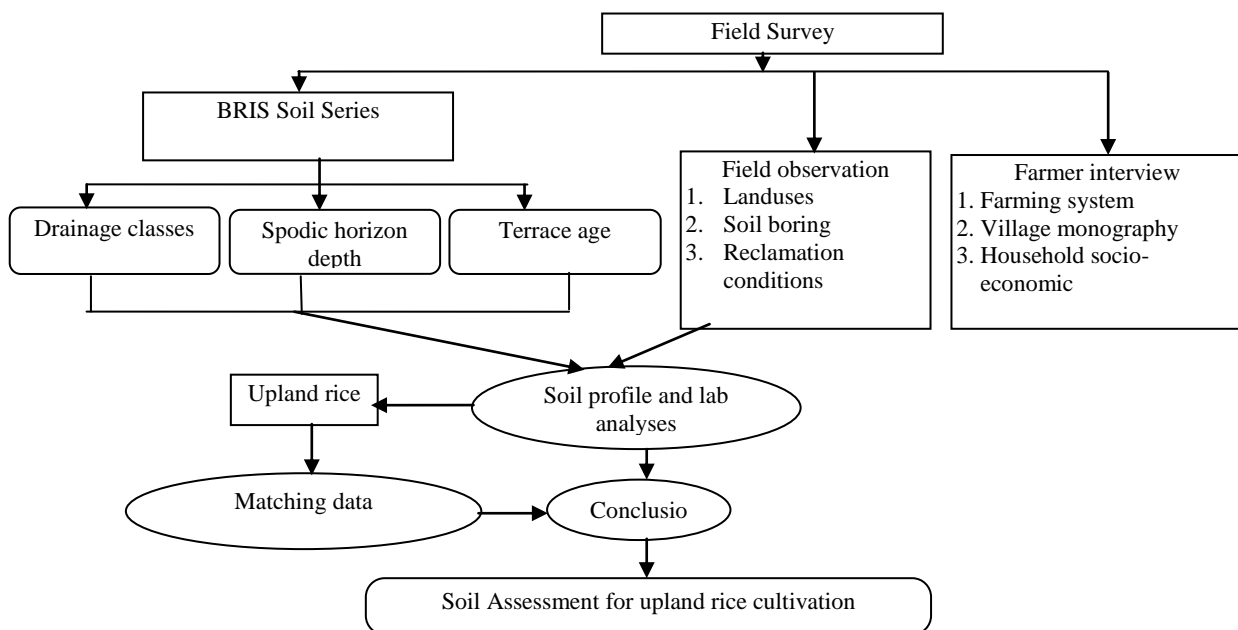 Field Survey
BRIS Soil Series
Field observation
1. Landuses
2. Soil boring
3. Reclamation
conditions
Farmer interview
1. Farming system
2. Village monography
3. Household socio-
economic
Drainage classes
Spodic horizon
depth
Terrace age
Upland rice
Soil profile and lab
analyses
Matching data
Conclusio
Soil Assessment for upland rice cultivation